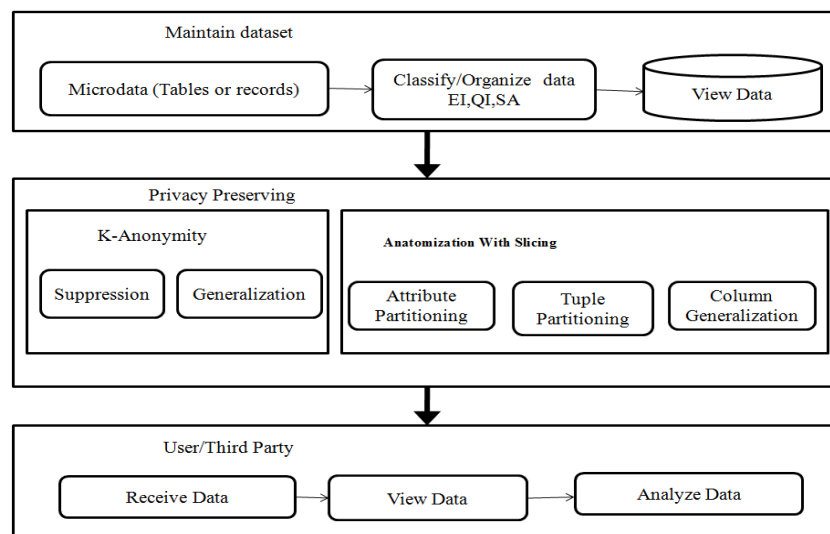 Maintain dataset
Microdata (Tables or records)
Classify/Organize data
EI,QI,SA
View Data
Privacy Preserving
K-Anonymity
Suppression
Generalization
Anatomization With Slicing
Attribute
Partitioning
Tuple
Partitioning
Column
Generalization
User/Third Party
Receive Data
View Data
Analyze Data